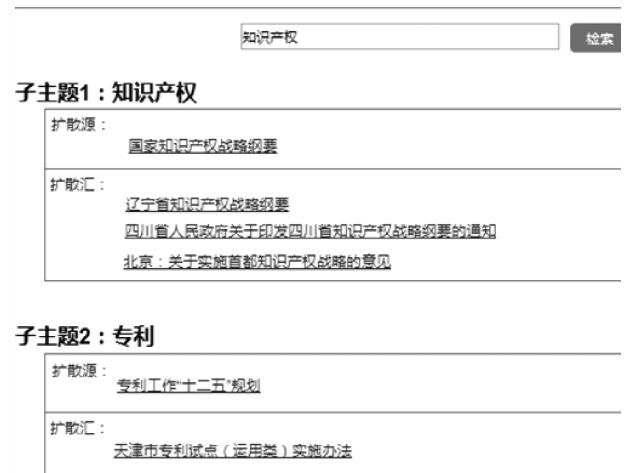 知识产权
检索
子主题1：知识产权
扩散源：
国家知识产权战略纲要
扩散汇：
辽宁省知识产权战略纲要
四川省人民政府关于印发四川省知识产权战略纲要的通知
北京：关于实施首都知识产权战略的意见
子主题2：专利
扩散源：
专利工作“十二五”规划
扩散汇：
天津市专利试点（运用类）实施办法